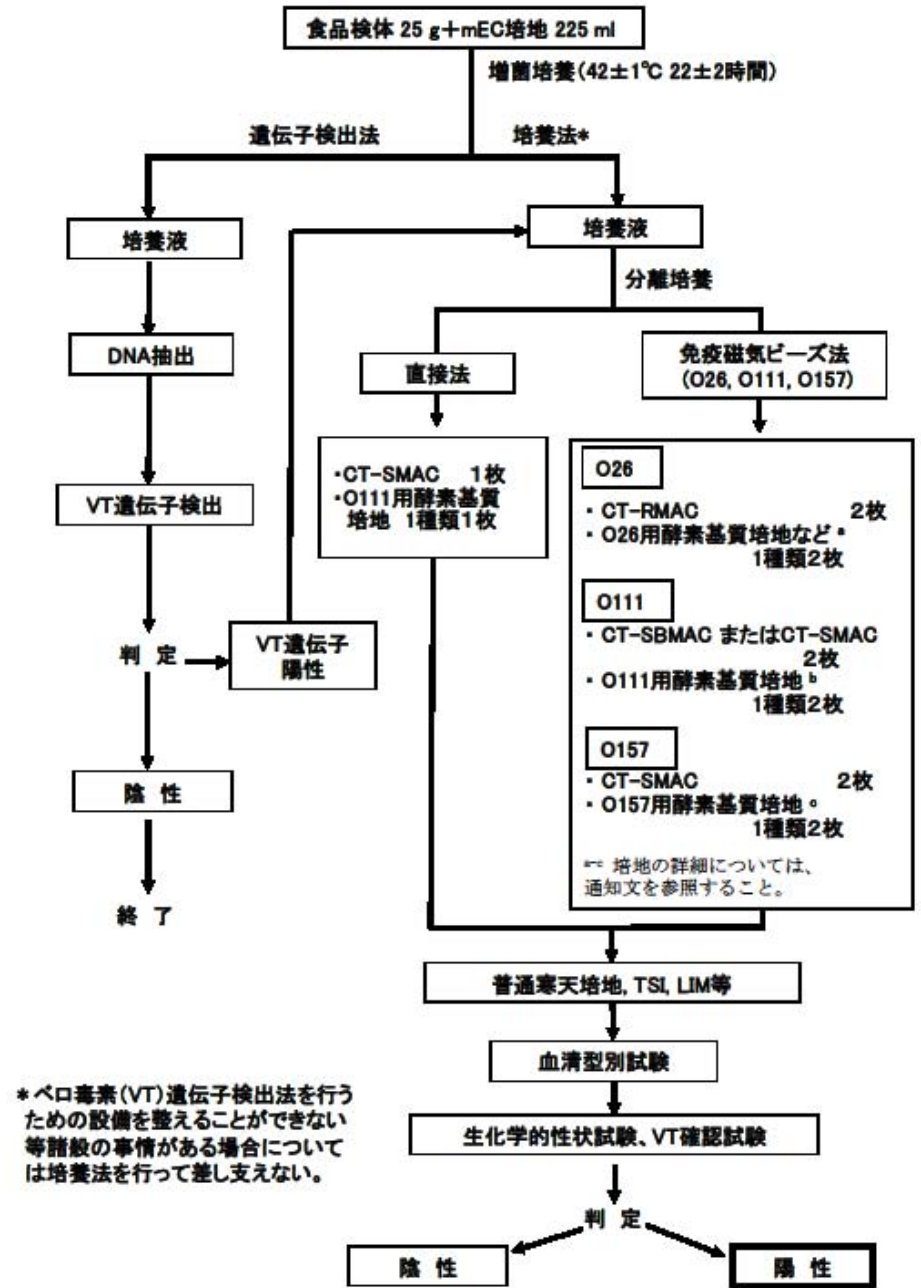 食品検体 25 g+mEC培地 225 ml
増菌培養(42±1℃ 22±2時間)
遺伝子検出法
培養法*
培養液
培養液
分離培養
DNA抽出
直接法
免疫磁気ビーズ法
(O26, O111, O157)
VT遺伝子検出
・CT-SMAC 1枚
・O111用酵素基質
培地 1種類1枚
O26
・ CT-RMAC 2枚
・ O26用酵素基質培地など a
1種類2枚
O111
・ CT-SBMAC またはCT-SMAC
2枚
・ O111用酵素基質培地 b
1種類2枚
O157
・ CT-SMAC 2枚
・ O157用酵素基質培地 c
1種類2枚
a-c 培地の詳細については、
通知文を参照すること。
判 定
VT遺伝子
陽性
陰 性
終 了
普通寒天培地, TSI, LIM等
血清型別試験
生化学的性状試験、VT確認試験
判 定
陰 性
陽 性
*ベロ毒素(VT)遺伝子検出法を行う
ための設備を整えることができない
等諸般の事情がある場合について
は培養法を行って差し支えない。